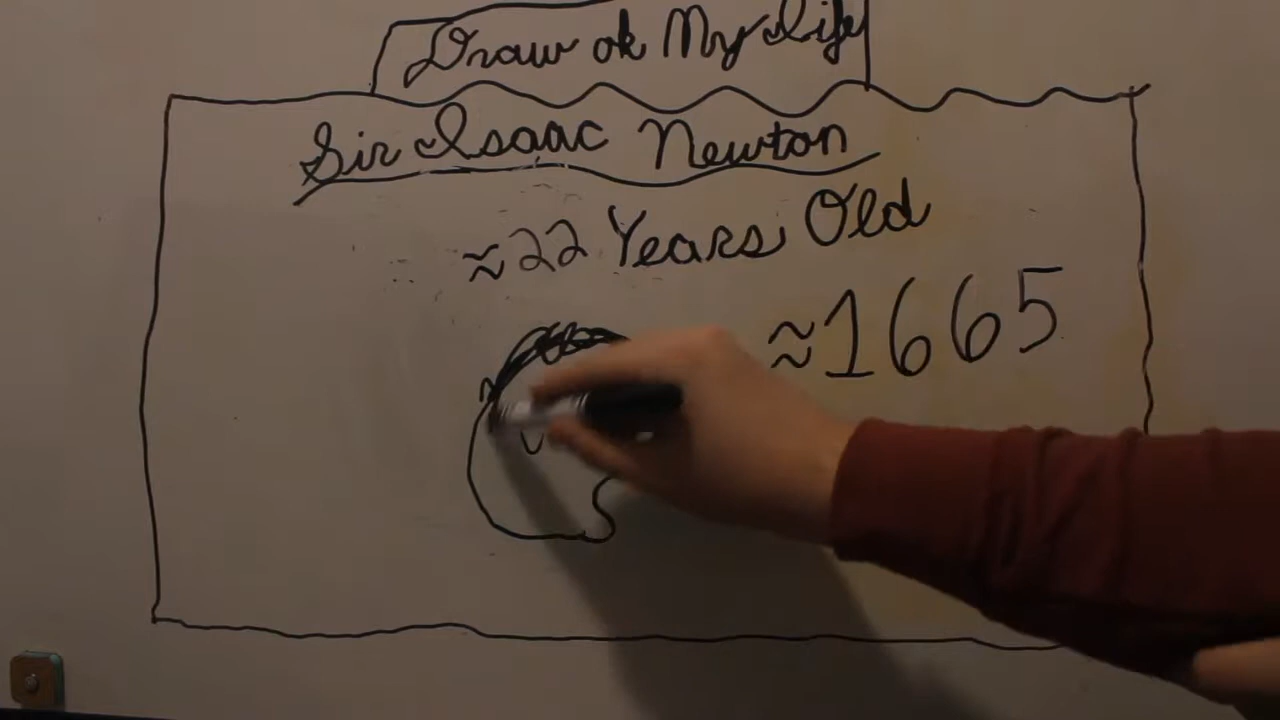 Draw of My Life
Sir Isaac Newton
≈22 Years Old
≈1665